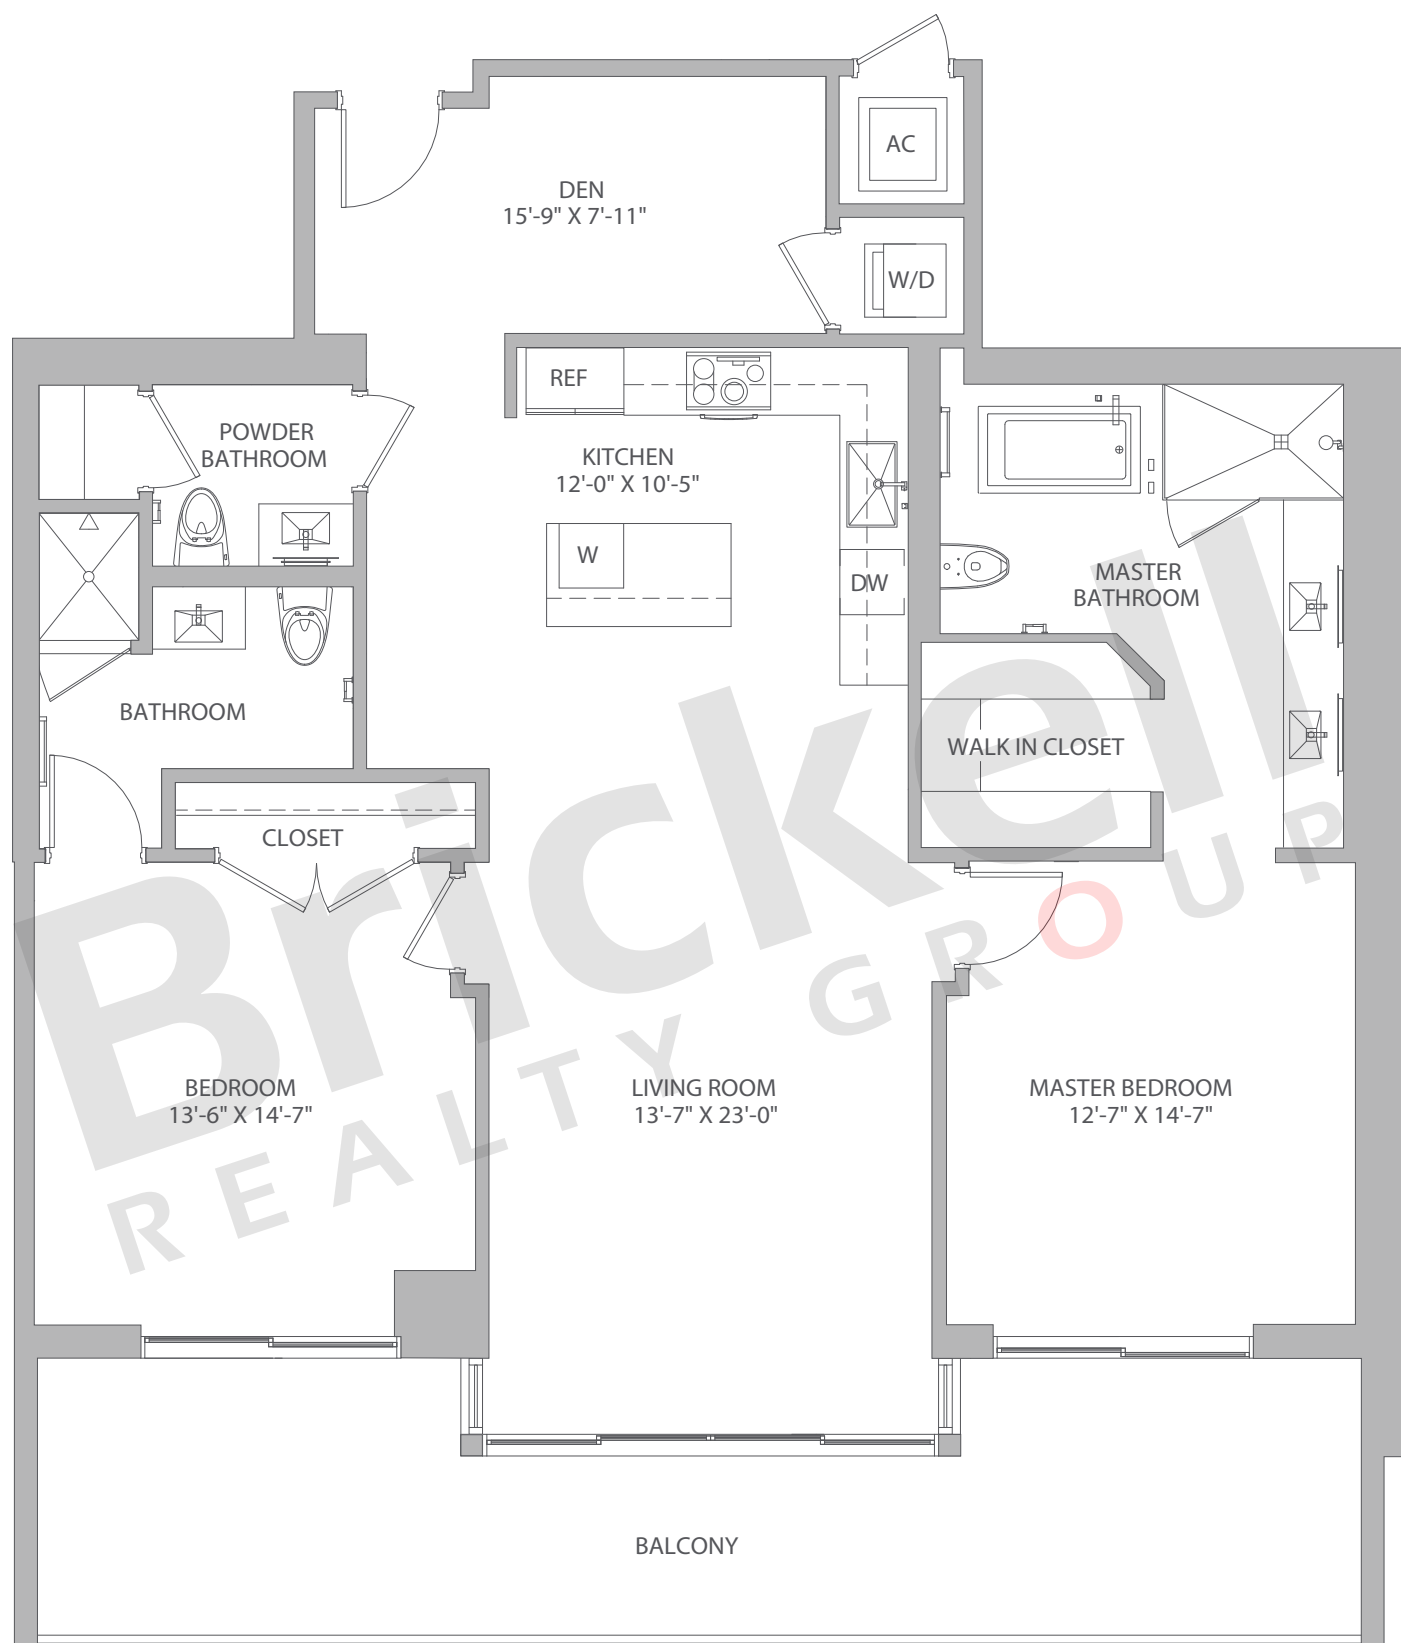 AC
DEN
15'-9" X 7'-11"
W/D
REF
POWDER
BATHROOM
KITCHEN
12'-0" X 10'-5"
W
DW
MASTER
BATHROOM
BATHROOM
WALK IN CLOSET
CLOSET
Brickell
REALTY GROUP
BEDROOM
13'-6" X 14'-7"
LIVING ROOM
13'-7" X 23'-0"
MASTER BEDROOM
12'-7" X 14'-7"
BALCONY